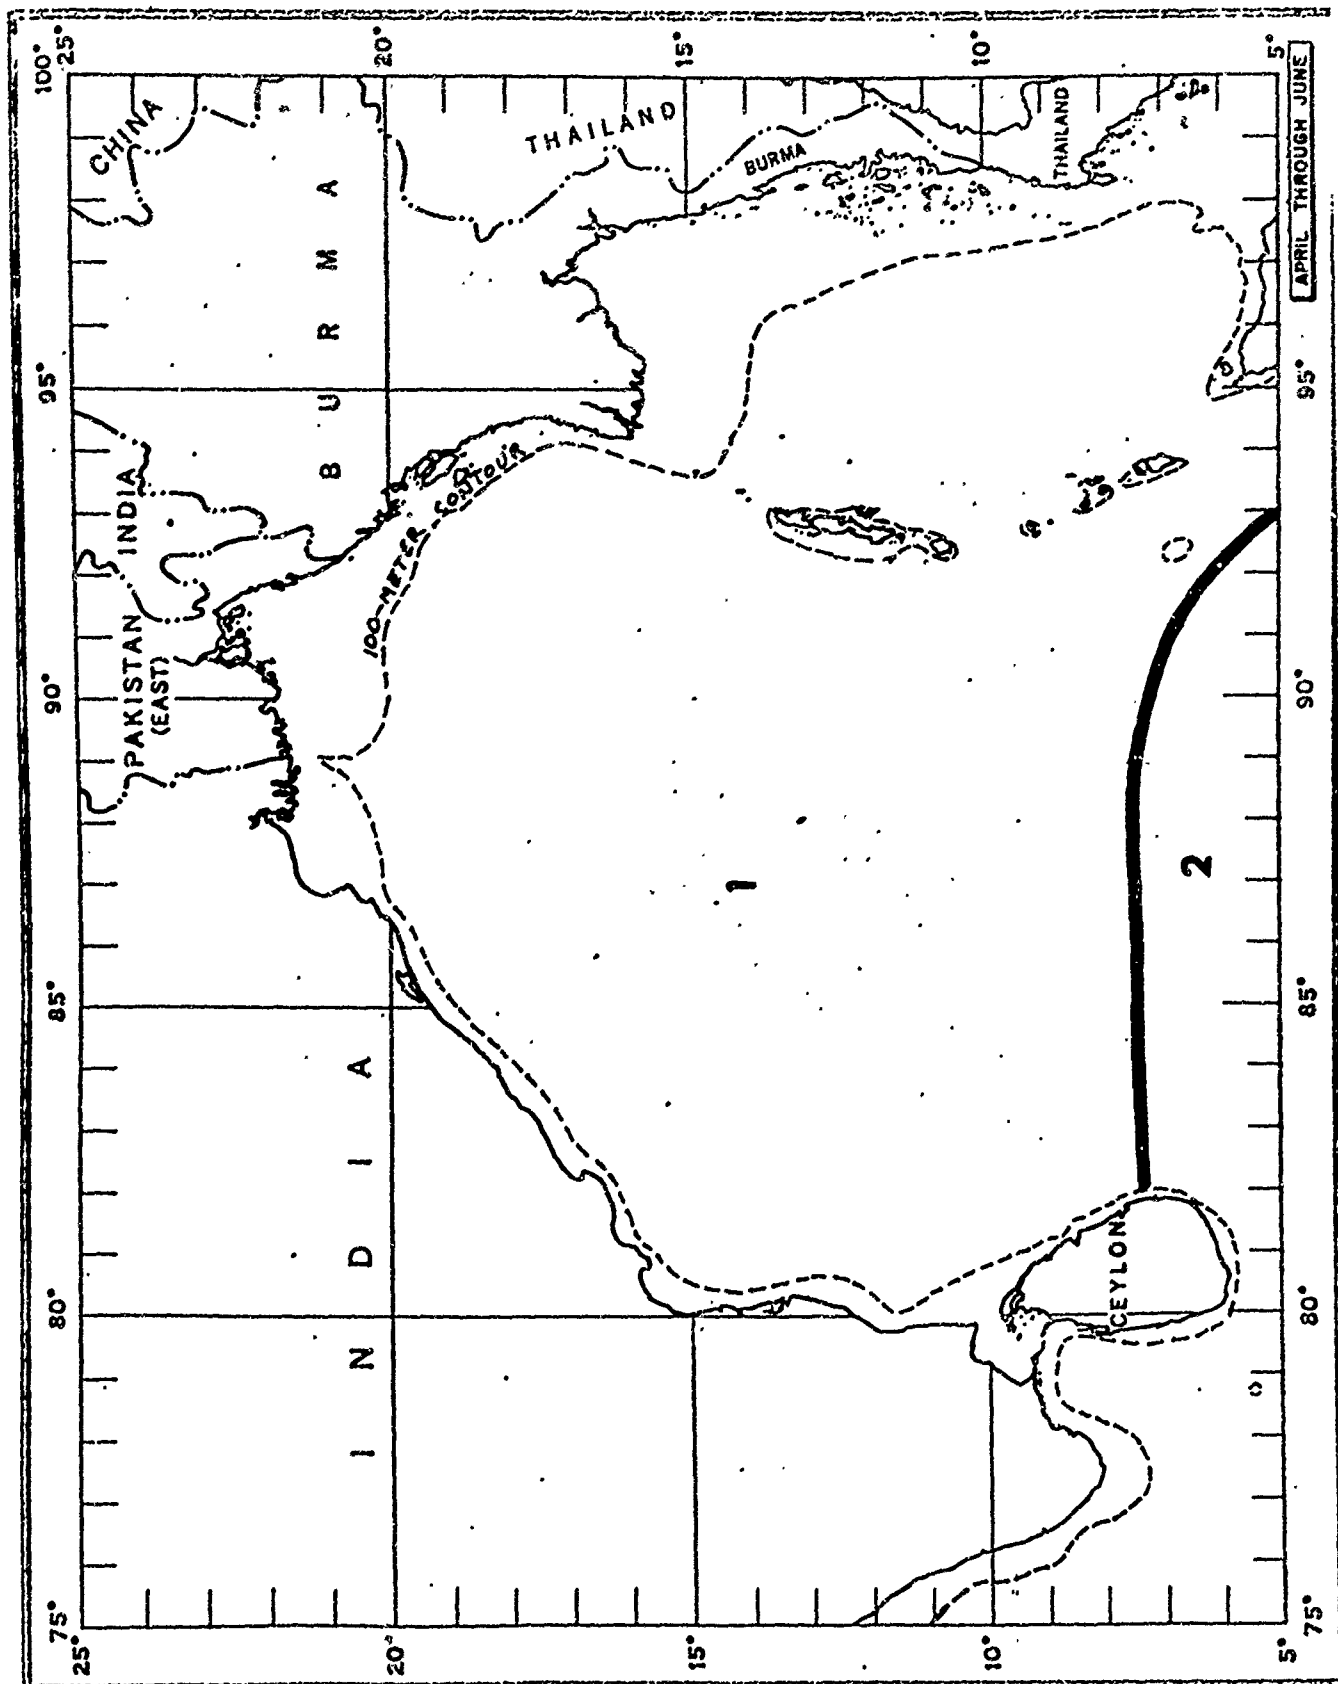 75°
80°
85°
90°
95°
100°
25°
25°
CHINA
PAKISTAN
(EAST)
INDIA
B U R M A
I N D I A
20°
20°
100-METER CONTOUR
THAILAND
15°
15°
BURMA
1
10°
10°
THAILAND
CEYLON
2
5°
5°
75°
80°
85°
90°
95°
APRIL THROUGH JUNE